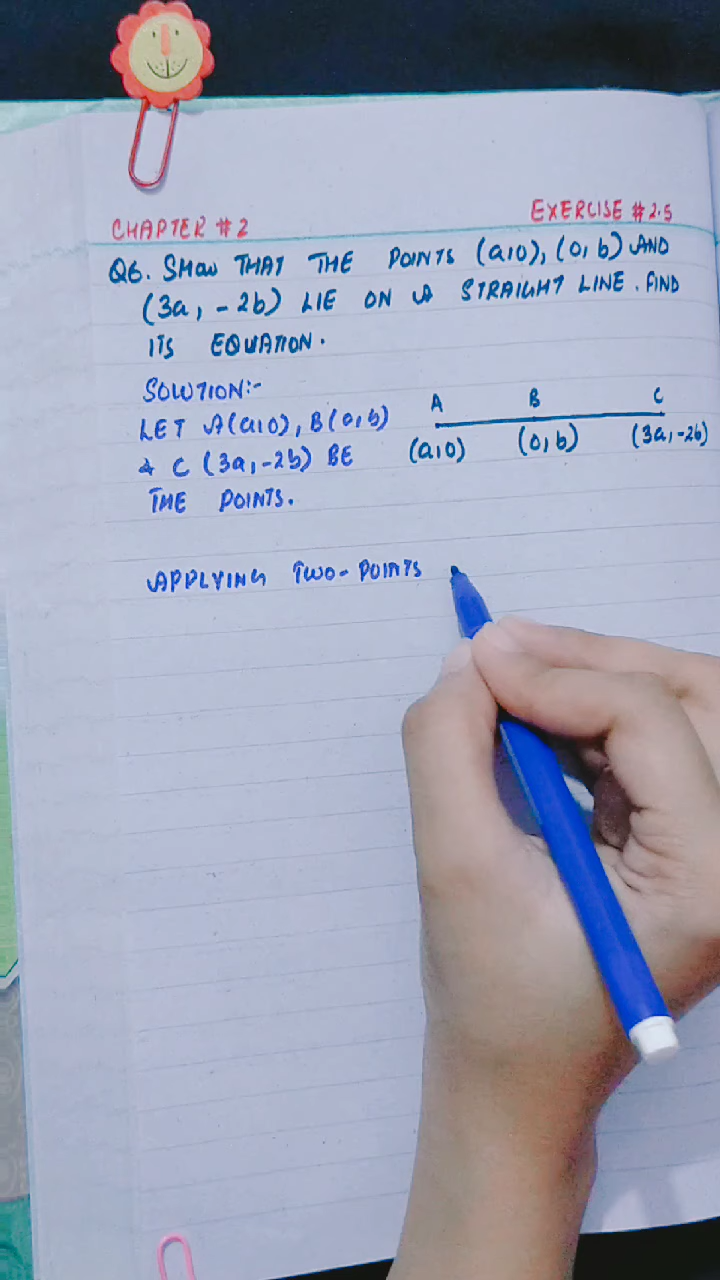 CHAPTER # 2 EXERCISE # 2.5
Q6. SHOW THAT THE POINTS (a,0), (0,b) AND
(3a, -2b) LIE ON A STRAIGHT LINE. FIND
ITS EQUATION.
SOLUTION:-
LET A(a,0), B(0,b)
& C (3a,-2b) BE
THE POINTS.
A B C
(a,0) (0,b) (3a,-2b)
APPLYING TWO-POINTS